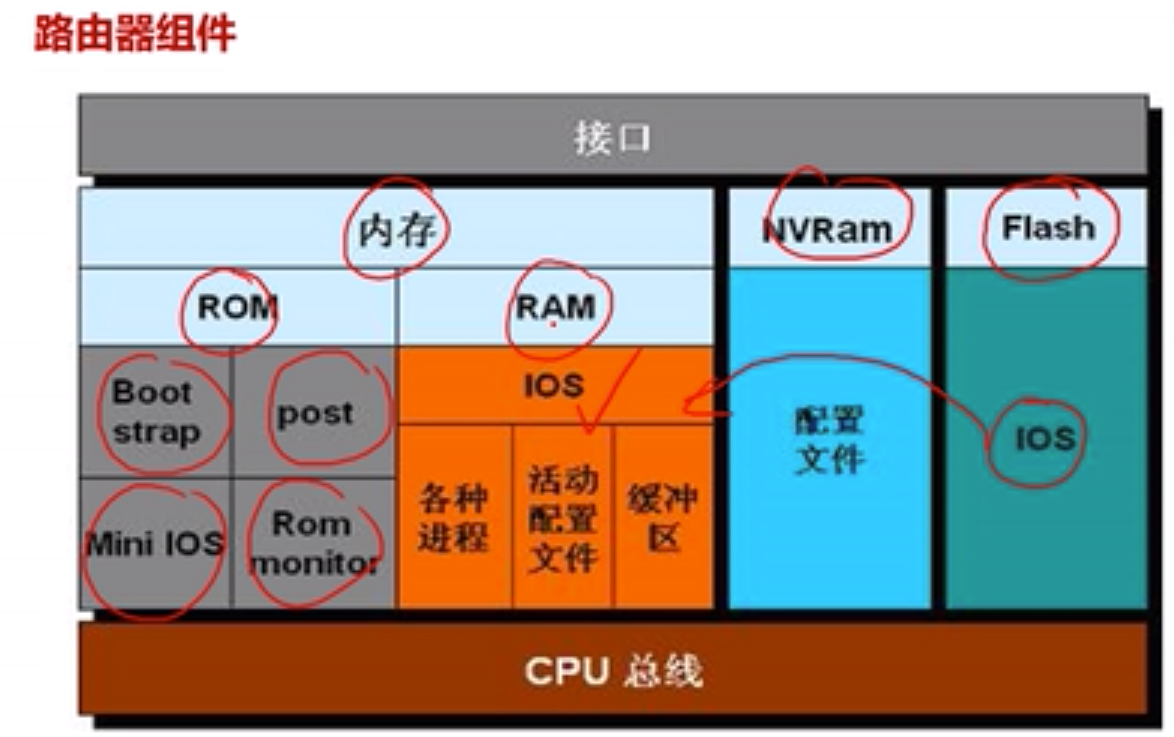 路由器组件
接口
内存
NVRam
Flash
ROM
RAM
Boot
strap
post
IOS
配置
文件
IOS
各种
进程
活动
配置
文件
缓冲
区
Mini IOS
Rom
monitor
CPU 总线